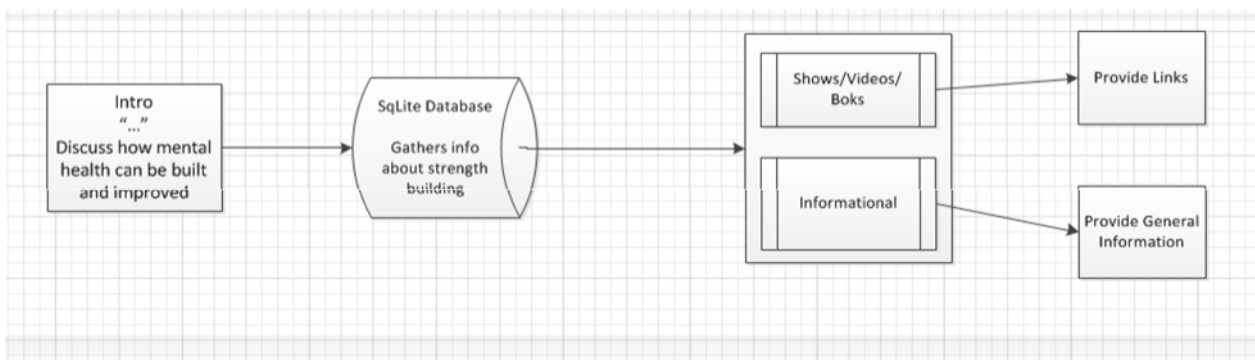 Intro
“...”
Discuss how mental
health can be built
and improved
SqLite Database
Gathers info
about strength
building
Shows/Videos/
Boks
Informational
Provide Links
Provide General
Information